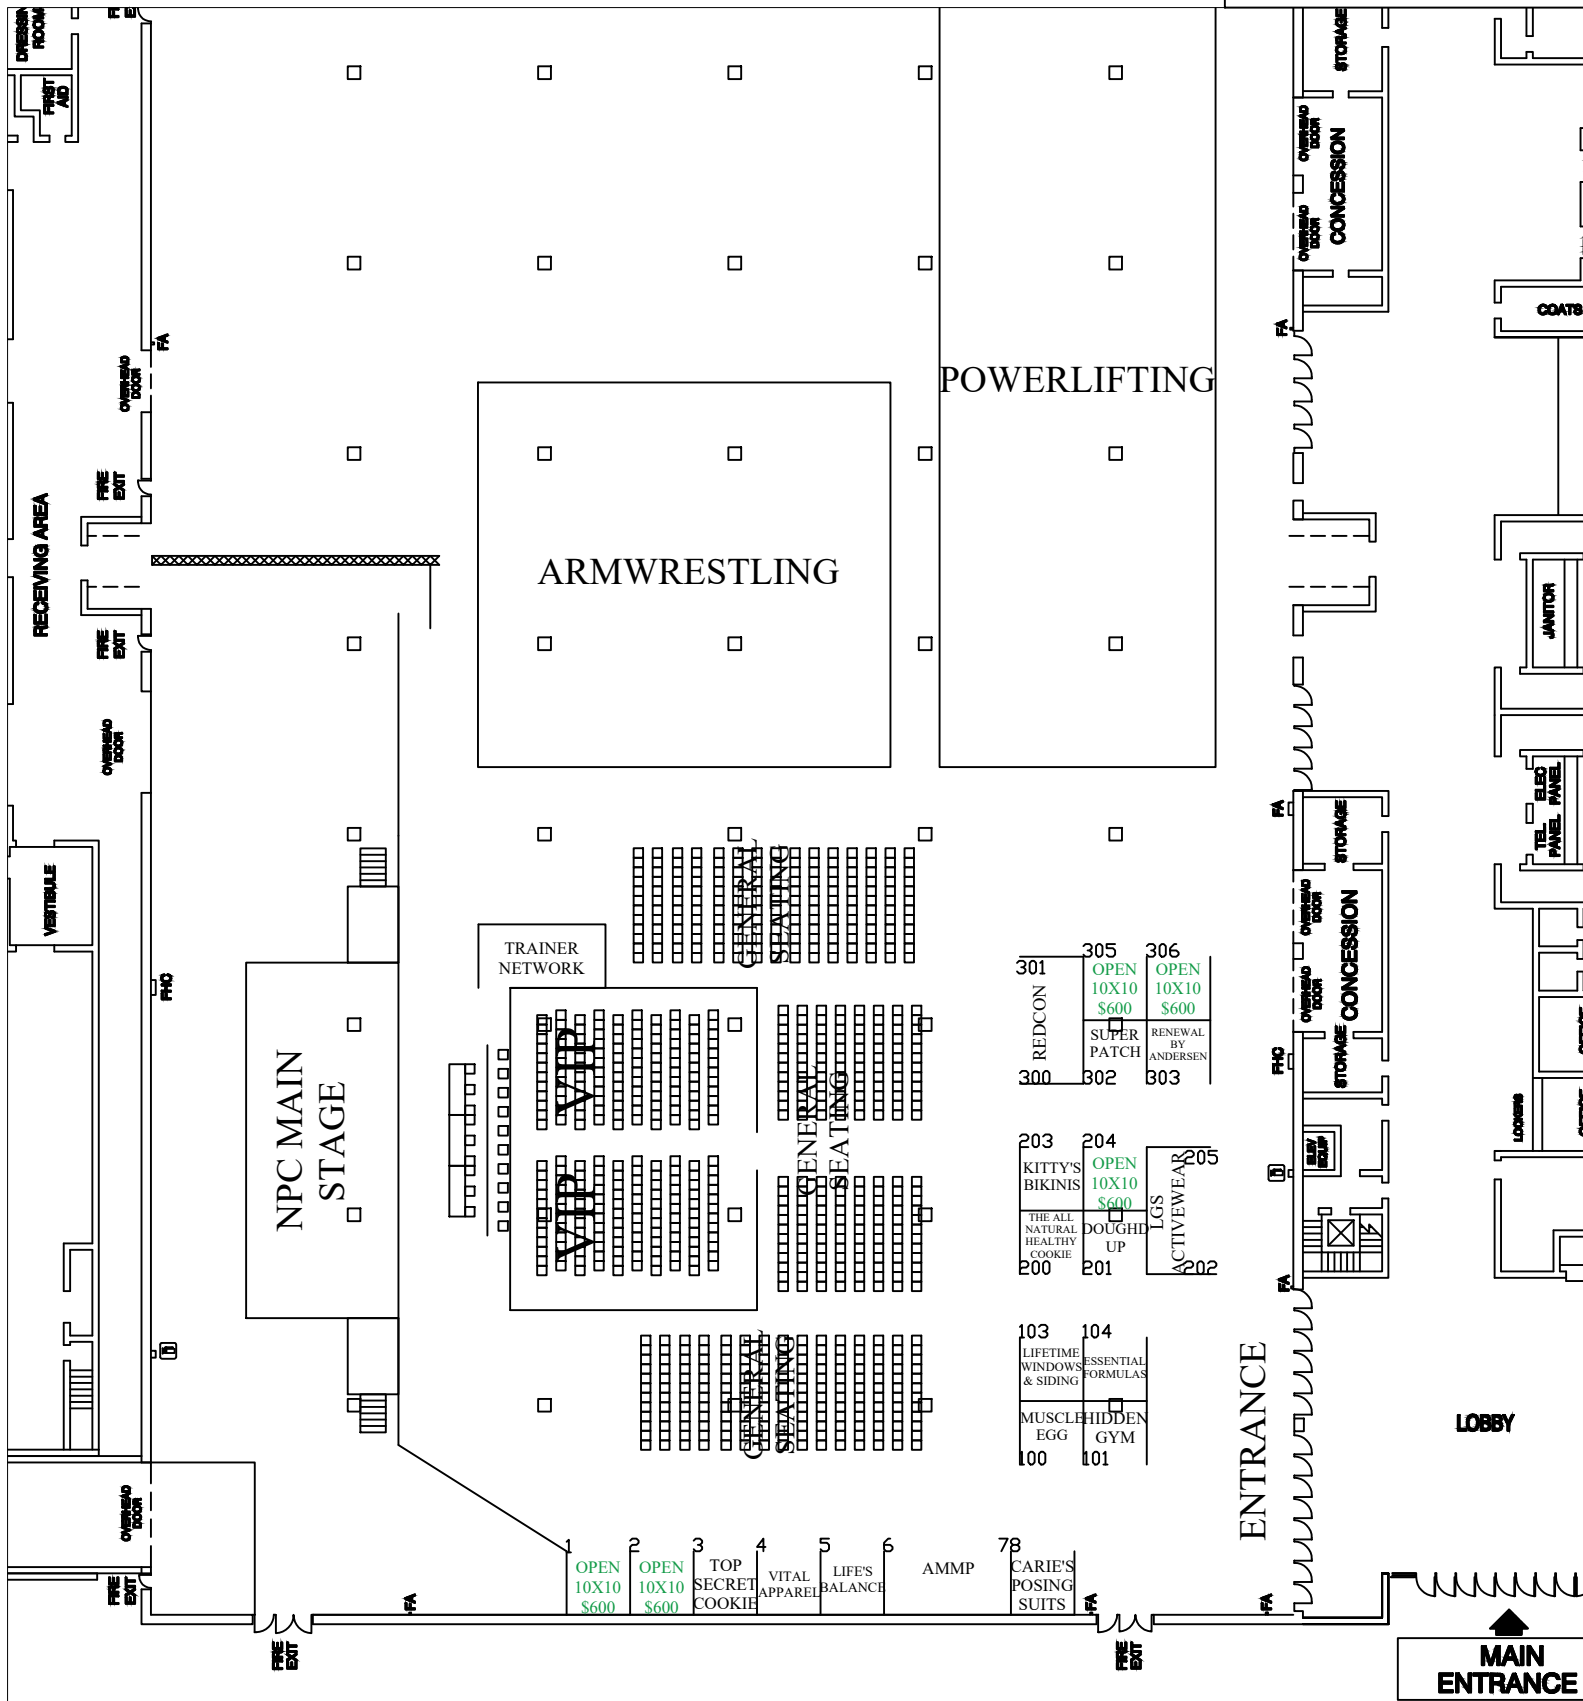 DRESSIN
ROOM
FIRST
AID
STORAGE
OVERHEAD
DOOR
CONCESSION
OVERHEAD
DOOR
COATS
FA
FA
OVERHEAD
DOOR
POWERLIFTING
FIRE
EXIT
RECEIVING AREA
ARMWRESTLING
FIRE
EXIT
JANITOR
OVERHEAD
DOOR
ELEC
PANEL
TEL
PANEL
FA
STORAGE
VESTIBULE
GENERAL
SEATING
OVERHEAD
DOOR
CONCESSION
OVERHEAD
DOOR
STORAGE
FHC
FHC
TRAINER
NETWORK
301
305
306
REDCON
OPEN
10X10
$600
OPEN
10X10
$600
SUPER
PATCH
RENEWAL
BY
ANDERSEN
300
302
303
NPC MAIN
STAGE
VIP
VIP
GENERAL
SEATING
LOCKERS
ELEV
EQUIP
203
204
205
KITTY'S
BIKINIS
OPEN
10X10
$600
LGS
ACTIVEWEAR
THE ALL
NATURAL
HEALTHY
COOKIE
DOUGHD
UP
200
201
202
FA
103
104
LIFETIME
WINDOWS
& SIDING
ESSENTIAL
FORMULAS
MUSCLE
EGG
HIDDEN
GYM
100
101
GENERAL
SEATING
ENTRANCE
LOBBY
OVERHEAD
DOOR
1
2
3
4
5
6
78
OPEN
10X10
$600
OPEN
10X10
$600
TOP
SECRET
COOKIE
VITAL
APPAREL
LIFE'S
BALANCE
AMMP
CARIE'S
POSING
SUITS
FIRE
EXIT
FA
FA
FA
FIRE
EXIT
FIRE
EXIT
MAIN
ENTRANCE